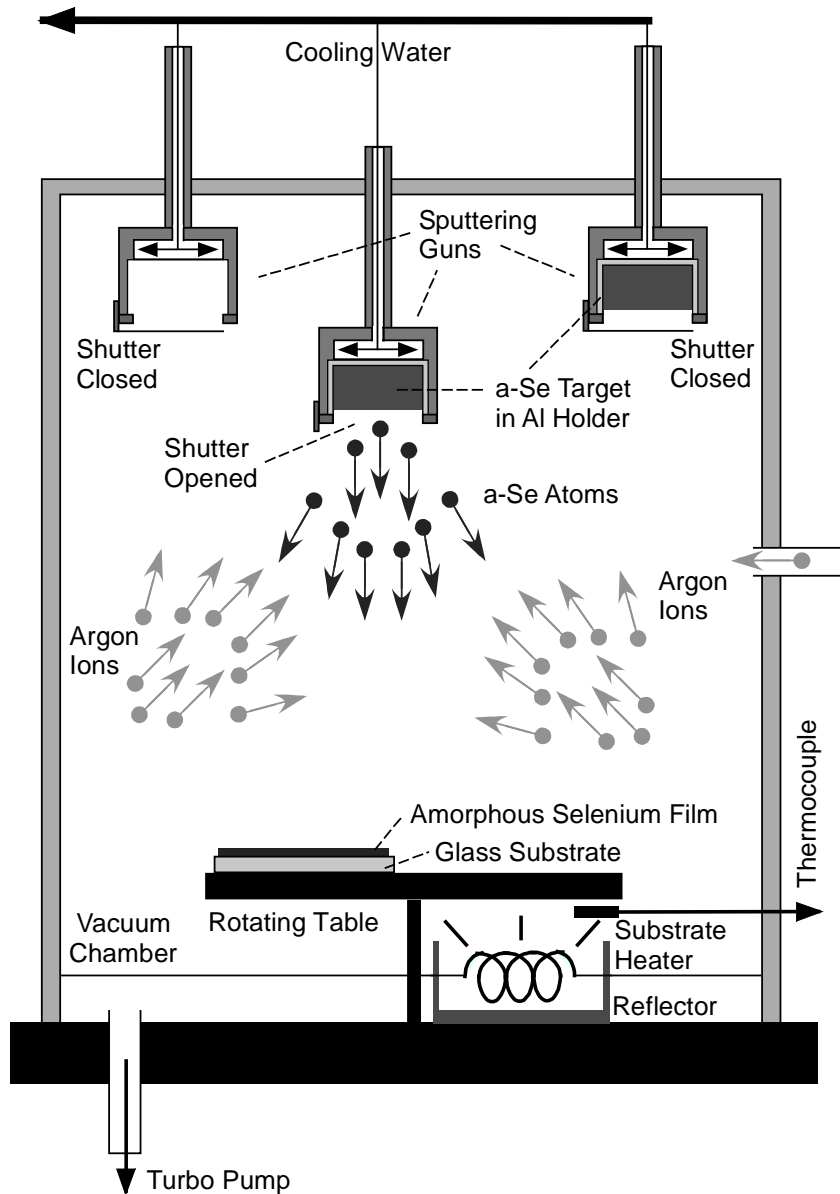 Cooling Water
Sputtering
Guns
Shutter
Closed
Shutter
Closed
a-Se Target
in Al Holder
Shutter
Opened
a-Se Atoms
Argon
Ions
Argon
Ions
Thermocouple
Amorphous Selenium Film
Glass Substrate
Rotating Table
Vacuum
Chamber
Substrate
Heater
Reflector
Turbo Pump